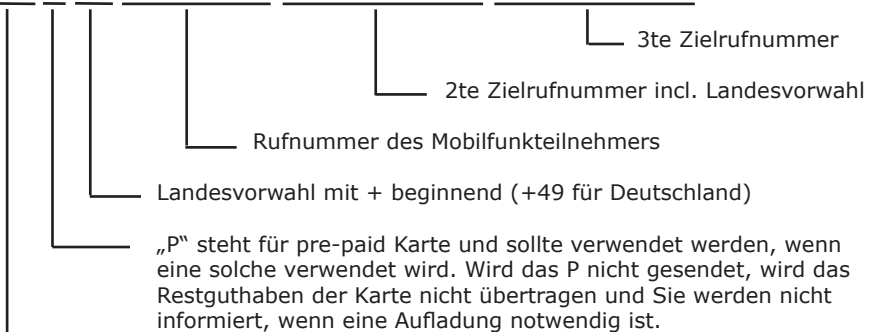 3te Zielrufnummer
2te Zielrufnummer incl. Landesvorwahl
Rufnummer des Mobilfunkteilnehmers
Landesvorwahl mit + beginnend (+49 für Deutschland)
„P“ steht für pre-paid Karte und sollte verwendet werden, wenn
eine solche verwendet wird. Wird das P nicht gesendet, wird das
Restguthaben der Karte nicht übertragen und Sie werden nicht
informiert, wenn eine Aufladung notwendig ist.